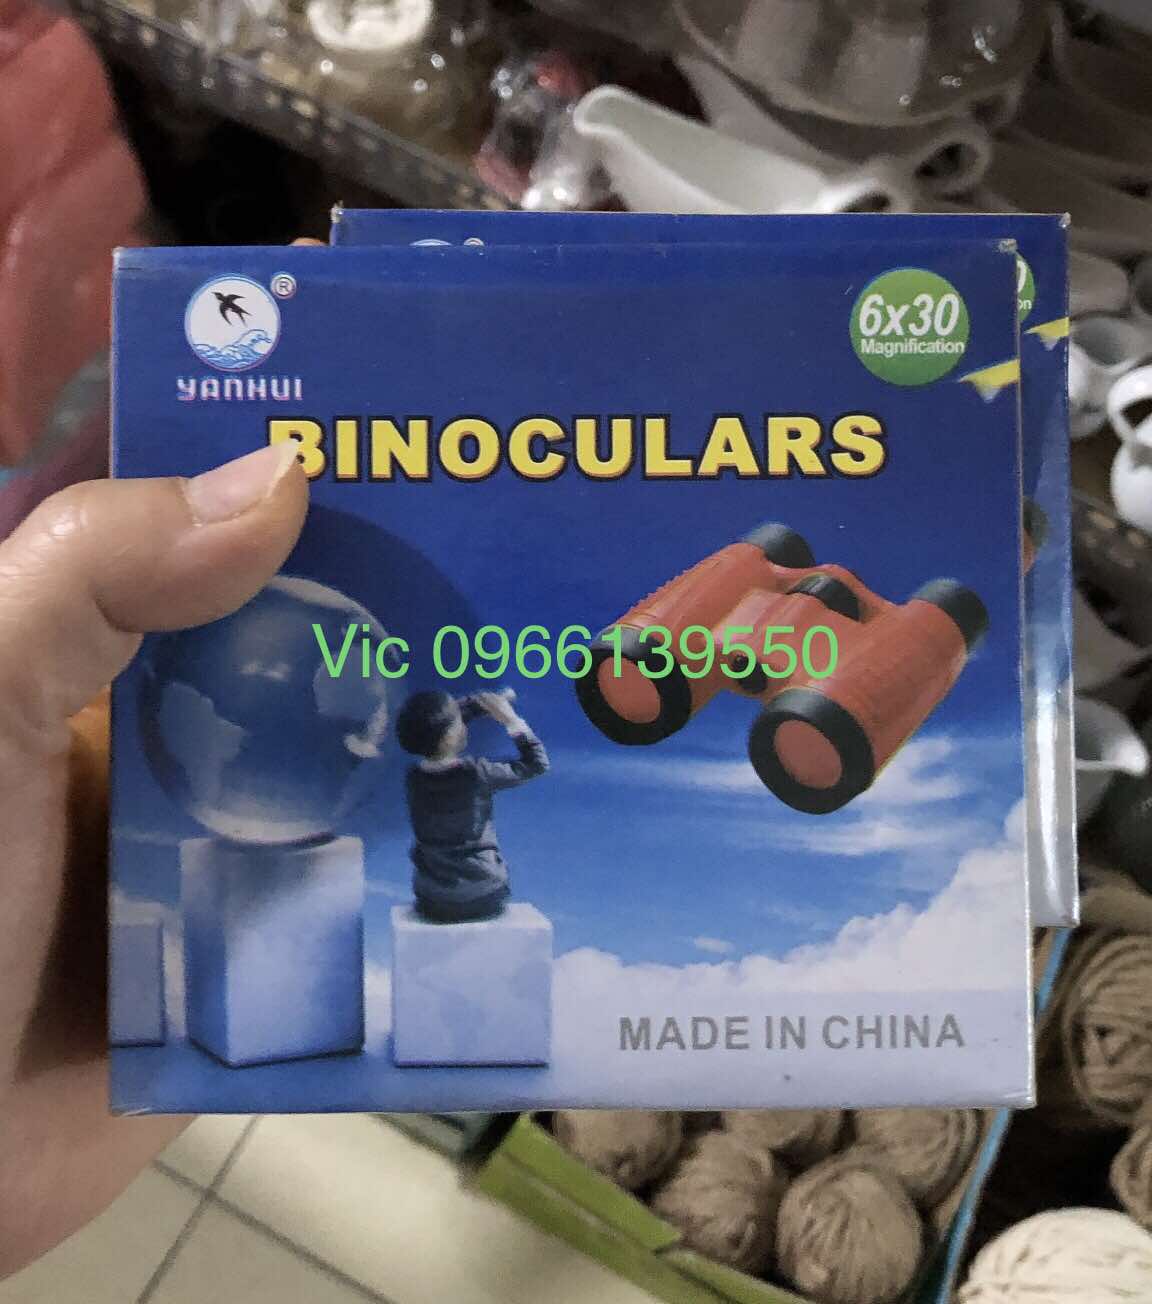 ®
YANHUI
6x30
Magnification
BINOCULARS
Vic 0966139550
MADE IN CHINA